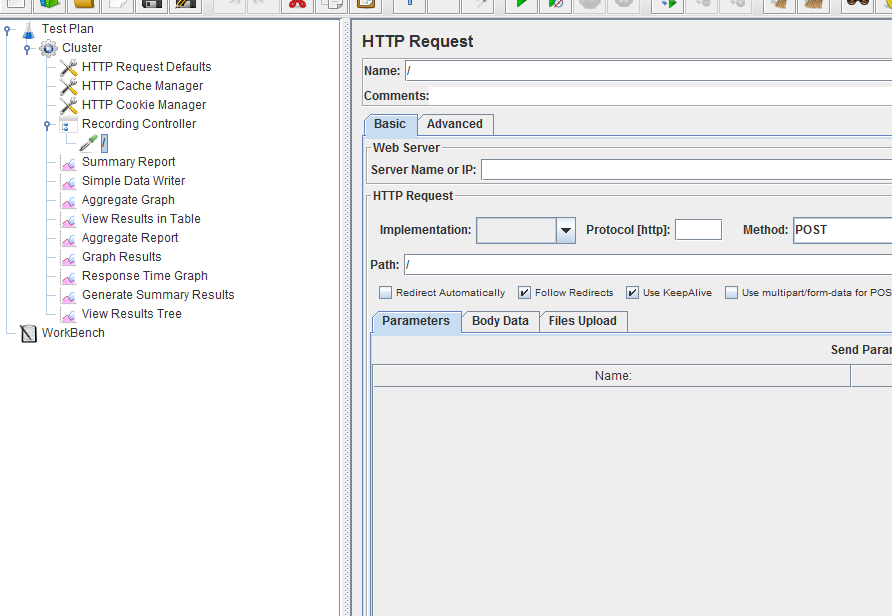 Test Plan
Cluster
HTTP Request Defaults
HTTP Cache Manager
HTTP Cookie Manager
Recording Controller
/
Summary Report
Simple Data Writer
Aggregate Graph
View Results in Table
Aggregate Report
Graph Results
Response Time Graph
Generate Summary Results
View Results Tree
WorkBench
HTTP Request
Name: /
Comments:
Basic Advanced
Web Server
Server Name or IP:
HTTP Request
Implementation: Protocol [http]: Method: POST
Path: /
Redirect Automatically Follow Redirects Use KeepAlive Use multipart/form-data for POS
Parameters Body Data Files Upload
Send Parar
Name: